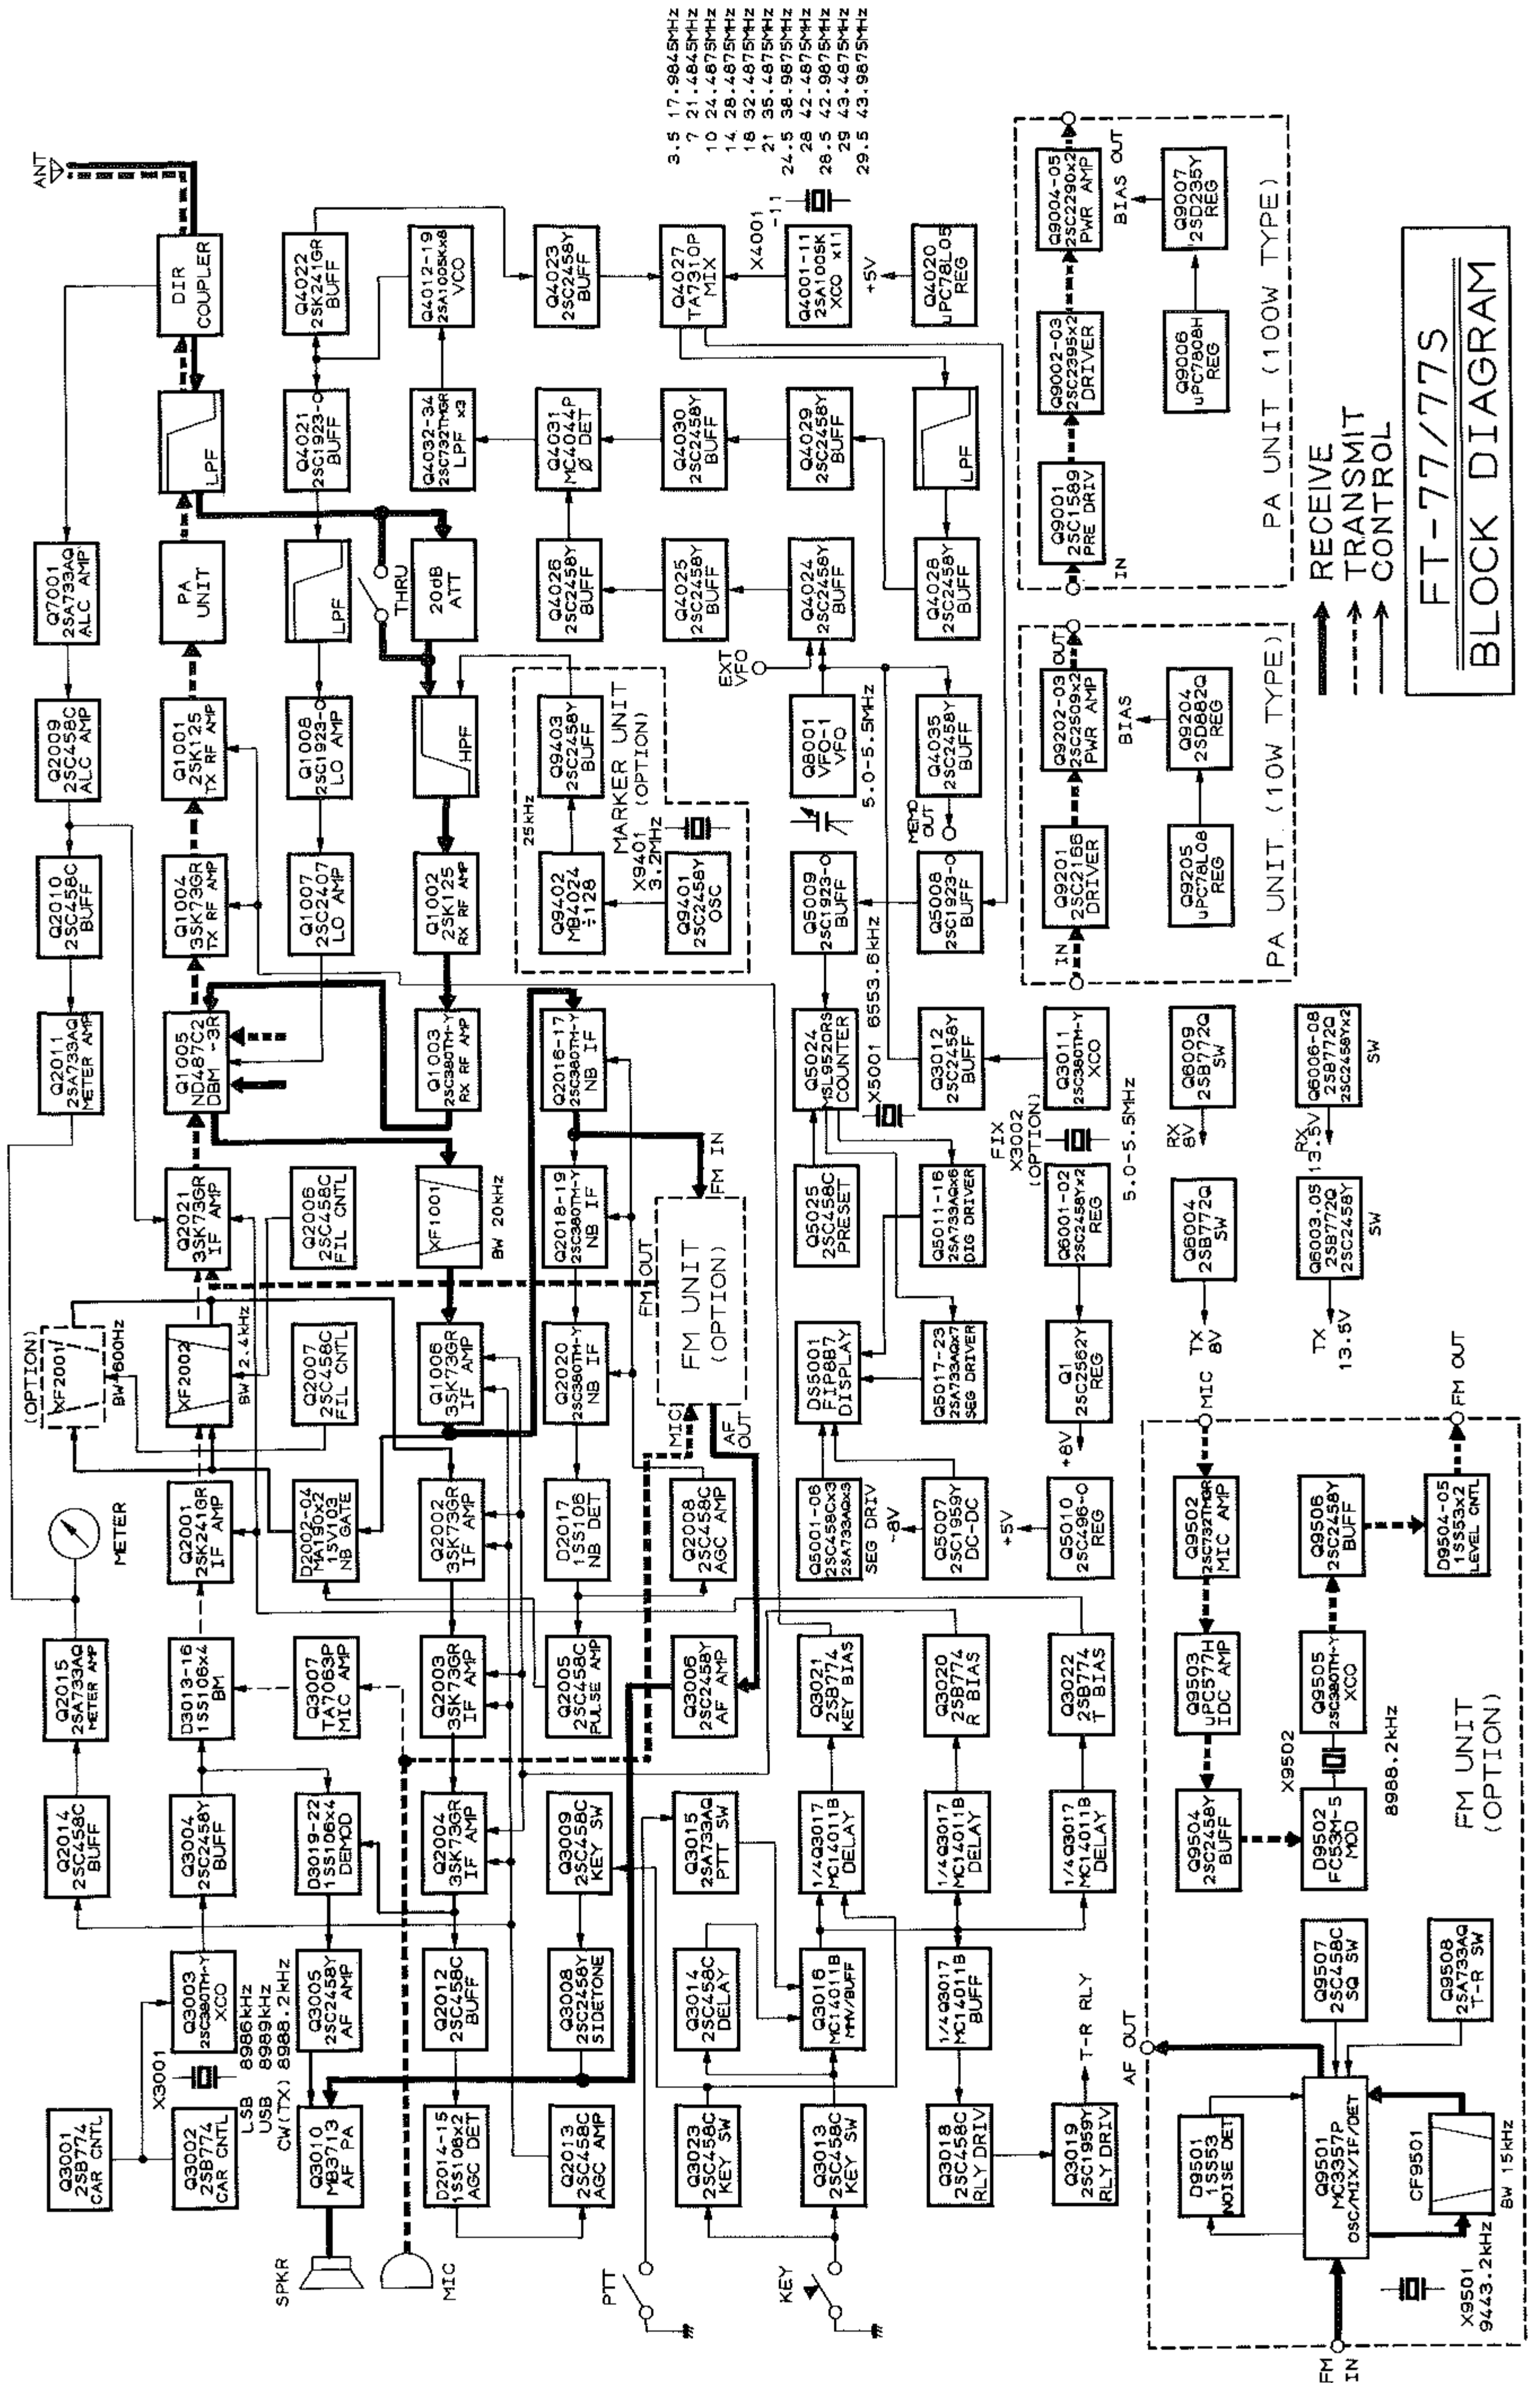 Q3001
2SB774
CAR CNTL
Q2014
2SC458C
BUFF
Q2015
2SA733AQ
METER AMP
METER
(OPTION)
XF2001
BW 600Hz
Q2011
2SA733AQ
METER AMP
Q2010
2SC458C
BUFF
Q2009
2SC458C
ALC AMP
Q7001
2SA733AQ
ALC AMP
ANT
X3001
Q3002
2SB774
CAR CNTL
Q3003
2SC380TM-Y
XCO
Q3004
2SC2458Y
BUFF
D3013-16
1SS106x4
BM
Q2001
2SK241GR
IF AMP
XF2002
BW 2.4kHz
Q2021
3SK73GR
IF AMP
Q1005
ND487C2
-3R
DBM
Q1004
3SK73GR
TX RF AMP
Q1001
2SK125
TX RF AMP
PA
UNIT
LPF
DIR
COUPLER
LSB 8986kHz
USB 8989kHz
CW(TX) 8988.2kHz
SPKR
Q3010
MB3713
AF PA
Q3005
2SC2458Y
AF AMP
D3019-22
1SS106x4
DEMOD
Q3007
TA7063P
MIC AMP
D2002-04
MA190x2
1SV103
NB GATE
Q2007
2SC458C
FIL CNTL
Q2006
2SC458C
FIL CNTL
Q1007
2SC2407
LO AMP
Q1008
2SC1923-O
LO AMP
LPF
Q4021
2SC1923-O
BUFF
Q4022
2SK241GR
BUFF
THRU
MIC
D2014-15
1SS106x2
AGC DET
Q2012
2SC458C
BUFF
Q2004
3SK73GR
IF AMP
Q2003
3SK73GR
IF AMP
Q2002
3SK73GR
IF AMP
Q1006
3SK73GR
IF AMP
XF1001
BW 20kHz
Q1003
2SC380TM-Y
RX RF AMP
Q1002
2SK125
RX RF AMP
HPF
20dB
ATT
Q4032-34
2SC732TMGR
LPF x3
Q4012-19
2SA1005Kx8
VCO
Q2013
2SC458C
AGC AMP
Q3008
2SC2458Y
SIDETONE
Q3009
2SC458C
KEY SW
Q2005
2SC458C
PULSE AMP
D2017
1SS106
NB DET
Q2020
2SC380TM-Y
NB IF
Q2018-19
2SC380TM-Y
NB IF
Q2016-17
2SC380TM-Y
NB IF
25kHz
Q9402
MB4024
÷128
Q9403
2SC2458Y
BUFF
MARKER UNIT
(OPTION)
X9401
3.2MHz
Q9401
2SC2458Y
OSC
Q4026
2SC2458Y
BUFF
Q4031
MC4044P
Ø DET
Q4023
2SC2458Y
BUFF
PTT
Q3023
2SC458C
KEY SW
Q3014
2SC458C
DELAY
Q3015
2SA733AQ
PTT SW
Q3006
2SC2458Y
AF AMP
Q2008
2SC458C
AGC AMP
MIC
AF
OUT
FM OUT
FM UNIT
(OPTION)
FM IN
Q4025
2SC2458Y
BUFF
Q4030
2SC2458Y
BUFF
Q4027
TA7310P
MIX
3.5 17.9845MHz
7 21.4845MHz
10 24.4875MHz
14 28.4875MHz
18 32.4875MHz
21 35.4875MHz
24.5 38.9875MHz
28 42.4875MHz
28.5 42.9875MHz
29 43.4875MHz
29.5 43.9875MHz
KEY
Q3013
2SC458C
KEY SW
Q3016
MC14011B
MMV/BUFF
1/4Q3017
MC14011B
DELAY
Q3021
2SB774
KEY BIAS
Q5001-06
2SC458Cx3
2SA733AQx3
SEG DRIV
DS5001
FIP8B7
DISPLAY
Q5025
2SC458C
PRESET
Q5024
MSL9520RS
COUNTER
X5001 6553.6kHz
Q5009
2SC1923-O
BUFF
Q8001
VFO-1
VFO
5.0-5.5MHz
EXT
VFO
Q4024
2SC2458Y
BUFF
Q4029
2SC2458Y
BUFF
X4001
-11
Q4001-11
2SA1005K
XCO x11
Q3018
2SC458C
RLY DRIV
1/4Q3017
MC14011B
BUFF
1/4Q3017
MC14011B
DELAY
Q3020
2SB774
R BIAS
-8V
Q5007
2SC1959Y
DC-DC
Q5017-23
2SA733AQx7
SEG DRIVER
Q5011-16
2SA733AQx6
DIG DRIVER
Q3012
2SC2458Y
BUFF
Q5008
2SC1923-O
BUFF
MEMO
OUT
Q4035
2SC2458Y
BUFF
Q4028
2SC2458Y
BUFF
LPF
+5V
Q4020
uPC78L05
REG
Q3019
2SC1959Y
RLY DRIV
T-R RLY
1/4Q3017
MC14011B
DELAY
Q3022
2SB774
T BIAS
+5V
Q5010
2SC496-O
REG
+8V
Q1
2SC2562Y
REG
Q6001-02
2SC2458Yx2
REG
FIX
X3002
(OPTION)
5.0-5.5MHz
Q3011
2SC380TM-Y
XCO
FM
IN
X9501
9443.2kHz
D9501
1SS53
NOISE DET
Q9501
MC3357P
OSC/MIX/IF/DET
CF9501
BW 15kHz
AF OUT
Q9507
2SC458C
SQ SW
Q9508
2SA733AQ
T-R SW
Q9504
2SC2458Y
BUFF
Q9503
uPC577H
IDC AMP
Q9502
2SC732TMGR
MIC AMP
MIC
D9502
FC53M-5
MOD
X9502
8988.2kHz
Q9505
2SC380TM-Y
XCO
Q9506
2SC2458Y
BUFF
D9504-05
1SS53x2
LEVEL CNTL
FM OUT
FM UNIT
(OPTION)
TX
8V
Q6004
2SB772Q
SW
RX
8V
Q6009
2SB772Q
SW
TX
13.5V
Q6003.05
2SB772Q
2SC2458Y
SW
RX
13.5V
Q6006-08
2SB772Q
2SC2458Yx2
SW
IN
Q9201
2SC2166
DRIVER
Q9202-03
2SC2509x2
PWR AMP
OUT
BIAS
Q9205
uPC78L08
REG
Q9204
2SD882Q
REG
PA UNIT (10W TYPE)
IN
Q9001
2SC1589
PRE DRIV
Q9002-03
2SC2395x2
DRIVER
Q9004-05
2SC2290x2
PWR AMP
BIAS OUT
Q9006
uPC7808H
REG
Q9007
2SD235Y
REG
PA UNIT (100W TYPE)
RECEIVE
TRANSMIT
CONTROL
FT-77/77S
BLOCK DIAGRAM